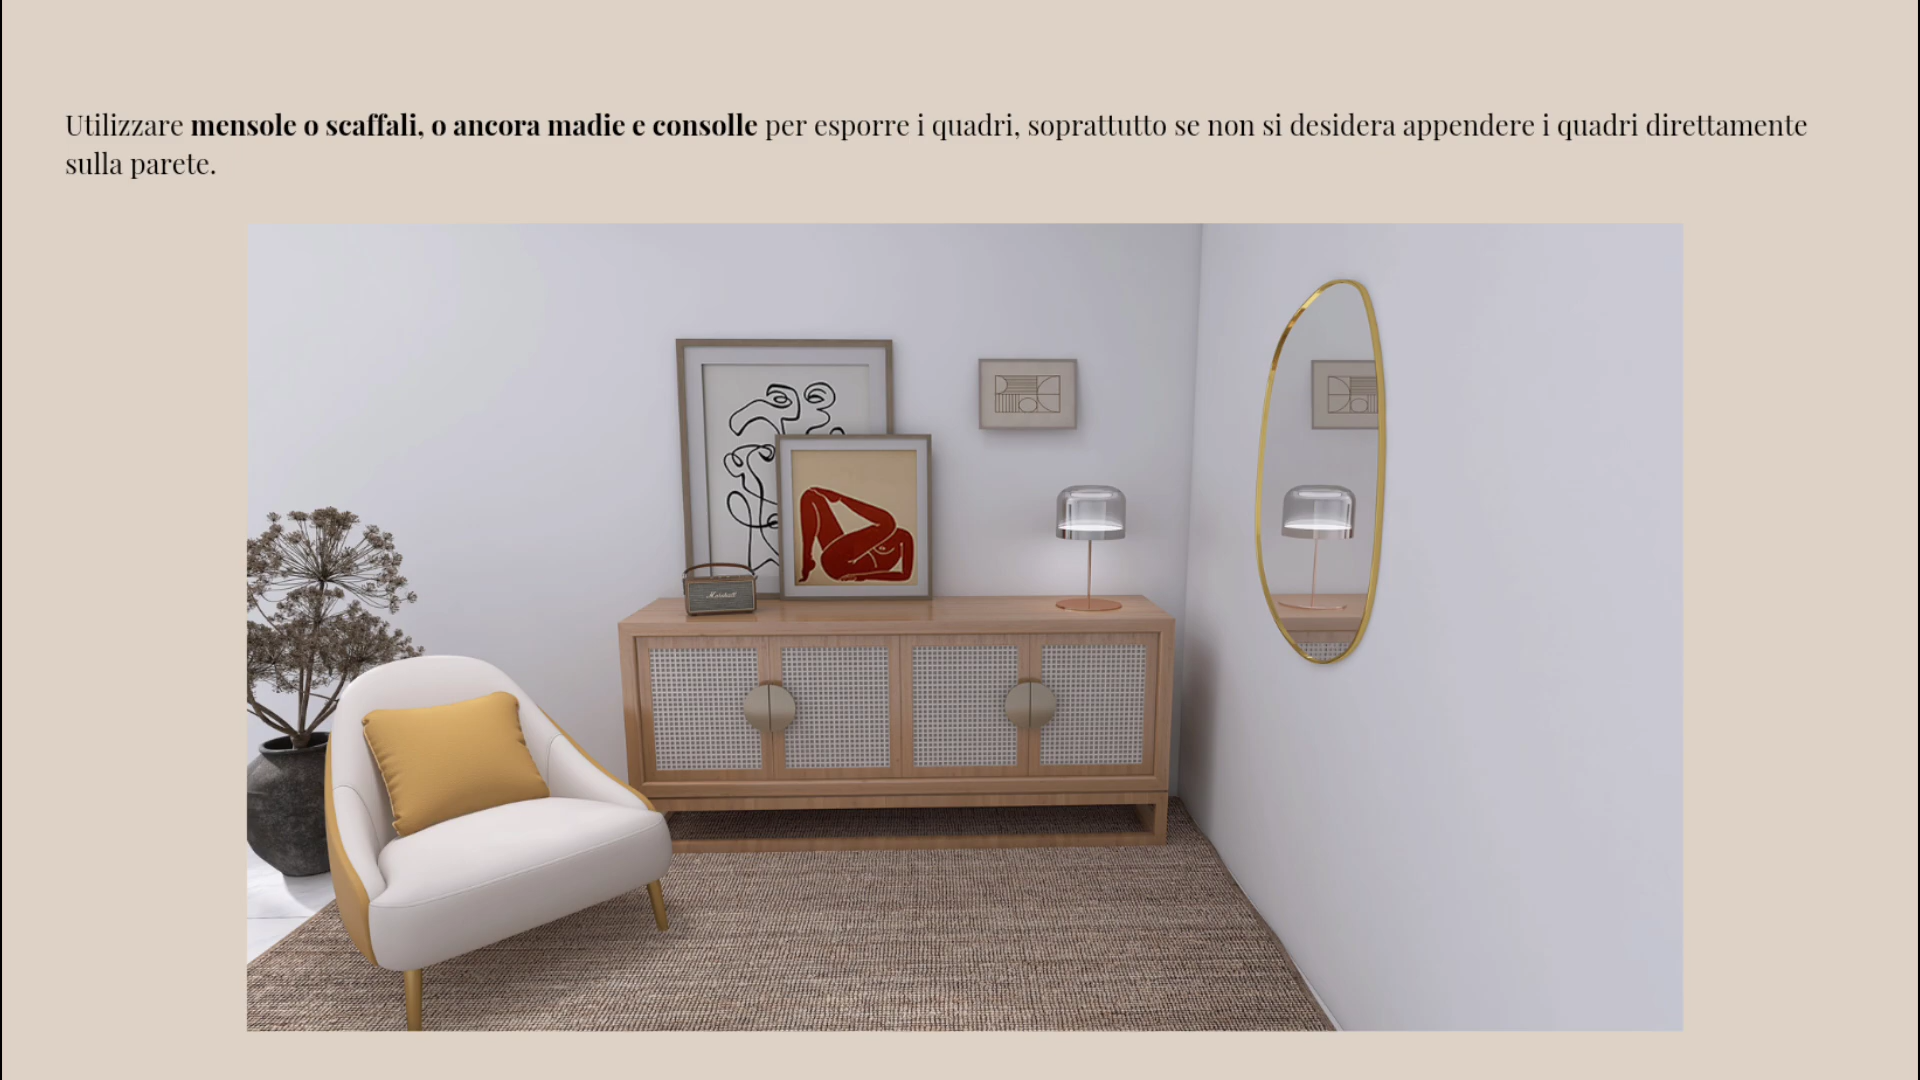 Utilizzare mensole o scaffali, o ancora madie e consolle per esporre i quadri, soprattutto se non si desidera appendere i quadri direttamente
sulla parete.
Marshall